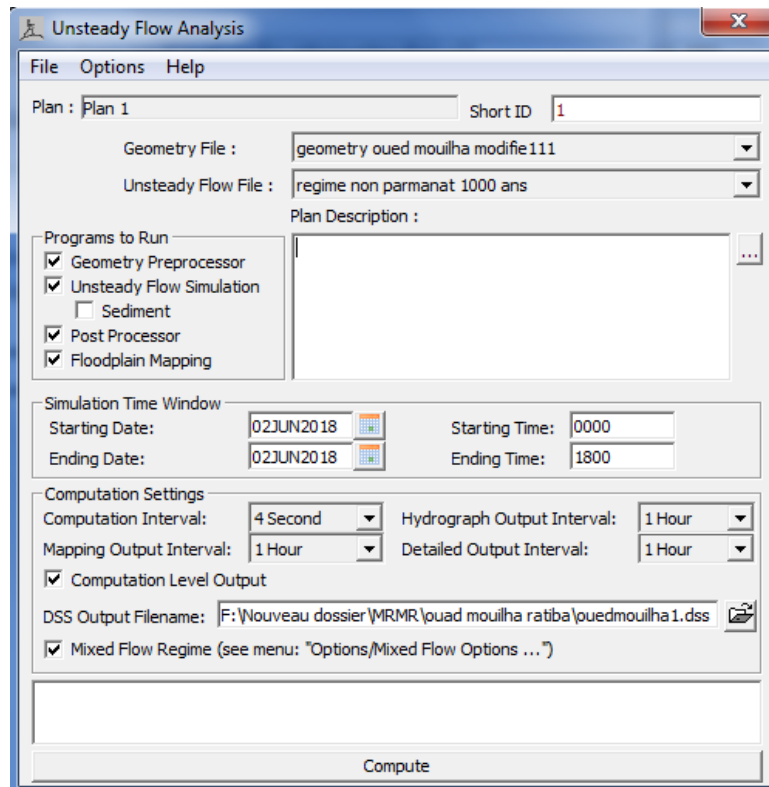 Unsteady Flow Analysis
File Options Help
Plan : Plan 1 Short ID 1
Geometry File : geometry oued mouilha modifie111
Unsteady Flow File : regime non parmanat 1000 ans
Plan Description :
Programs to Run
Geometry Preprocessor
Unsteady Flow Simulation
Sediment
Post Processor
Floodplain Mapping
...
Simulation Time Window
Starting Date: 02JUN2018 Starting Time: 0000
Ending Date: 02JUN2018 Ending Time: 1800
Computation Settings
Computation Interval: 4 Second Hydrograph Output Interval: 1 Hour
Mapping Output Interval: 1 Hour Detailed Output Interval: 1 Hour
Computation Level Output
DSS Output Filename: F:\Nouveau dossier\MRMR\ouad mouilha ratiba\ouedmouilha1.dss
Mixed Flow Regime (see menu: "Options/Mixed Flow Options ...")
Compute